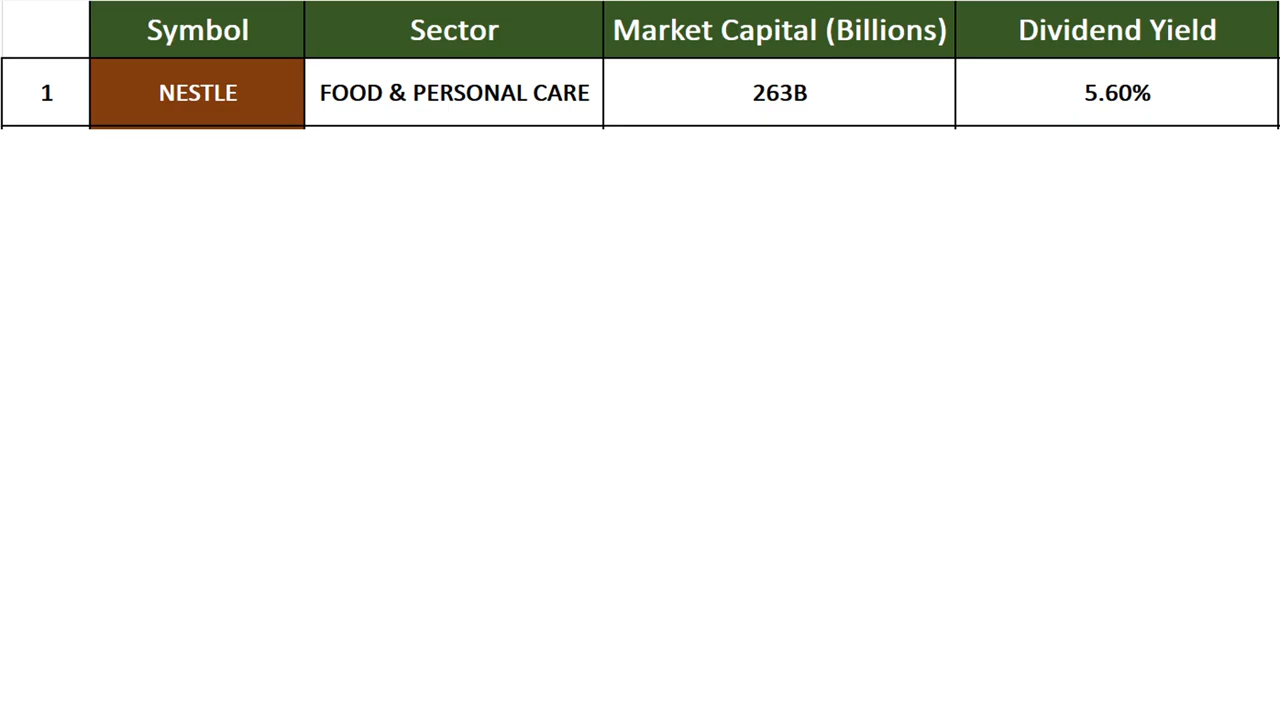 Symbol Sector Market Capital (Billions) Dividend Yield
1 NESTLE FOOD & PERSONAL CARE 263B 5.60%